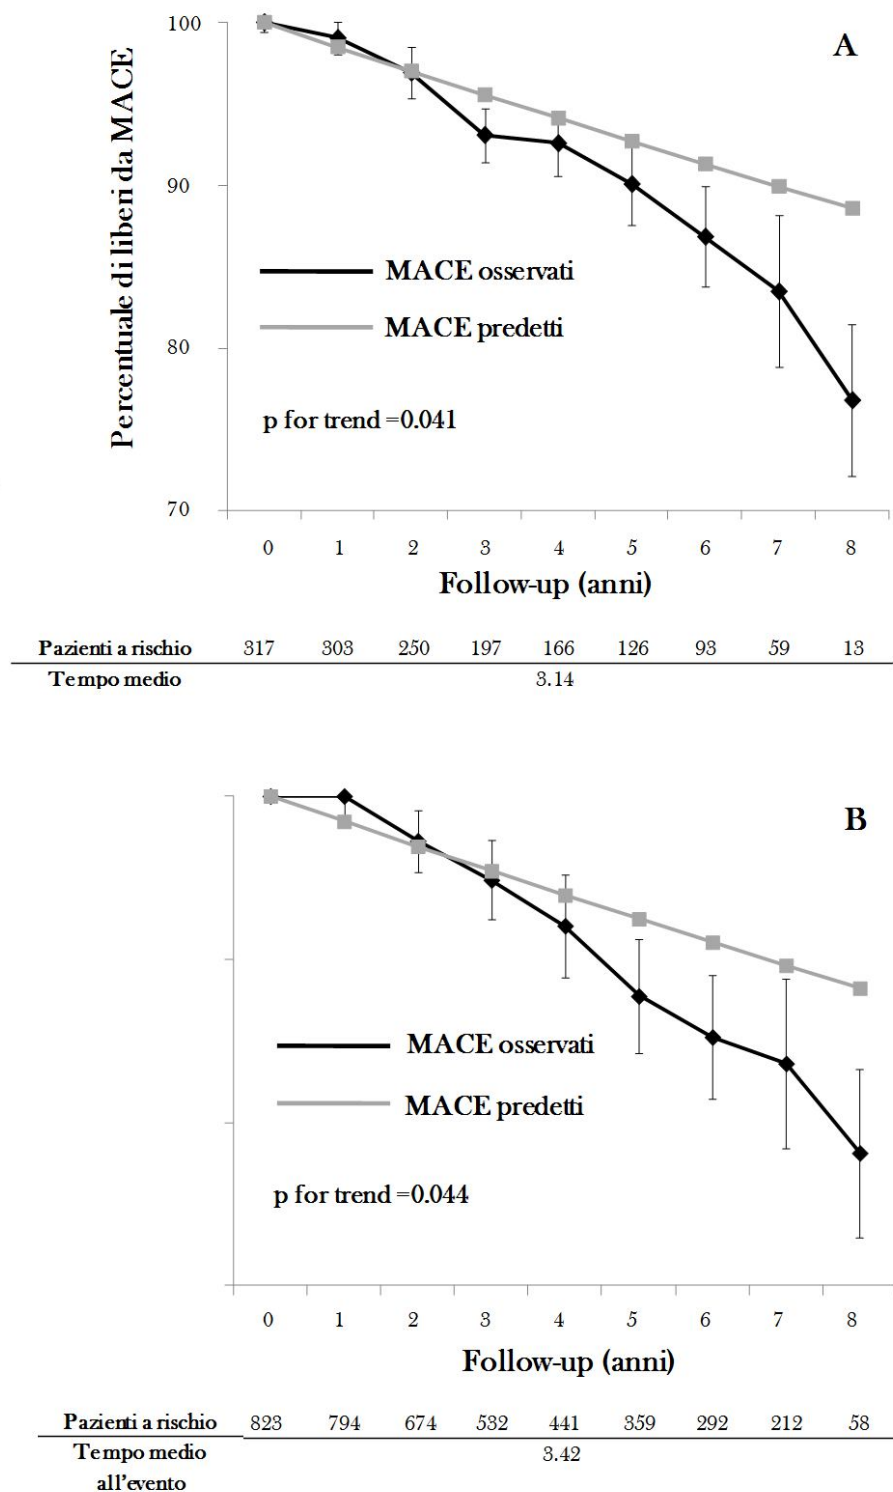 A
Percentuale di liberi da MACE
100
90
80
70
MACE osservati
MACE predetti
p for trend =0.041
0 1 2 3 4 5 6 7 8
Follow-up (anni)
Pazienti a rischio 317 303 250 197 166 126 93 59 13
Tempo medio 3.14
B
MACE osservati
MACE predetti
p for trend =0.044
0 1 2 3 4 5 6 7 8
Follow-up (anni)
Pazienti a rischio 823 794 674 532 441 359 292 212 58
Tempo medio 3.42
all'evento